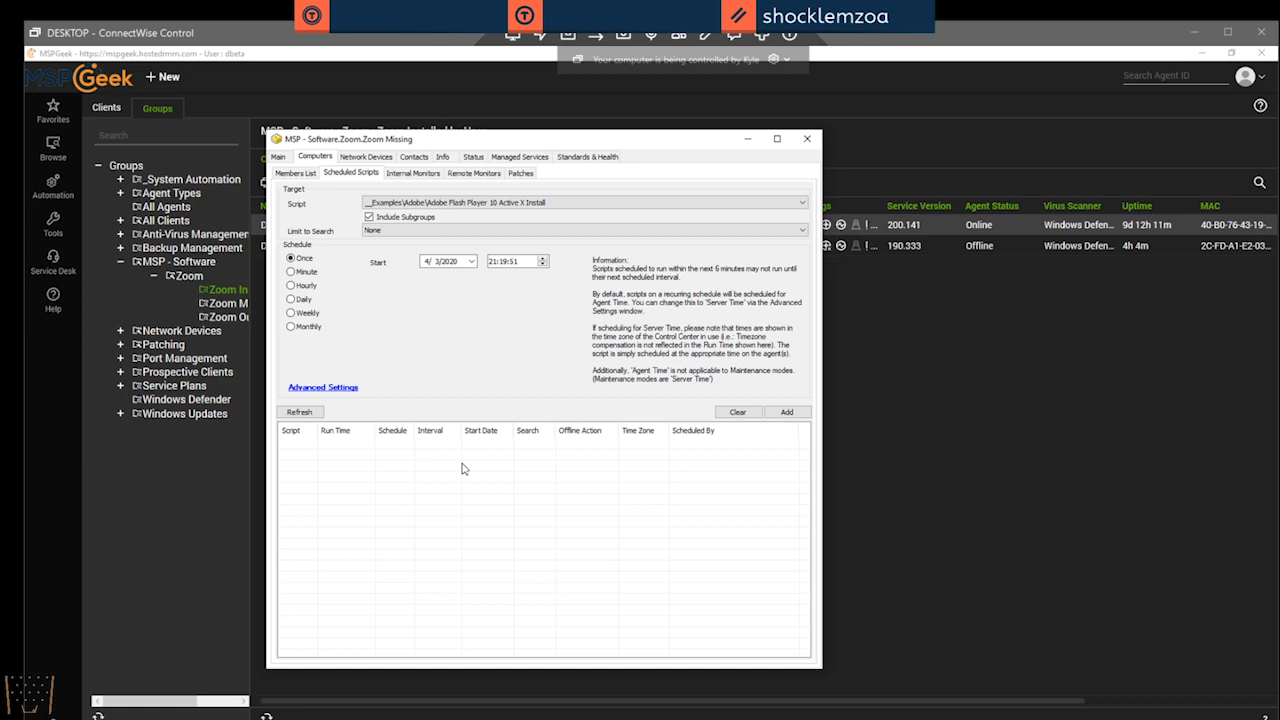 shocklemzoa
DESKTOP - ConnectWise Control
MSPGeek - https://mspgeek.hostedrmm.com - User : dbeta
Your computer is being controlled by Kyle
MSPGeek
+ New
Search Agent ID
Favorites
Browse
Automation
Tools
Service Desk
Help
Clients
Groups
Search
Groups
_System Automation
Agent Types
All Agents
All Clients
Anti-Virus Managemen
Backup Management
MSP - Software
Zoom
Zoom In
Zoom M
Zoom Ou
Network Devices
Patching
Port Management
Prospective Clients
Service Plans
Windows Defender
Windows Updates
MSP - Software.Zoom.Zoom Missing
Main
Computers
Network Devices
Contacts
Info
Status
Managed Services
Standards & Health
Members List
Scheduled Scripts
Internal Monitors
Remote Monitors
Patches
Target
Script
__Examples\Adobe\Adobe Flash Player 10 Active X Install
Include Subgroups
Limit to Search
None
Schedule
Once
Minute
Hourly
Daily
Weekly
Monthly
Start
4/ 3/2020
21:19:51
Information:
Scripts scheduled to run within the next 6 minutes may not run until
their next scheduled interval.
By default, scripts on a recurring schedule will be scheduled for
Agent Time. You can change this to 'Server Time' via the Advanced
Settings window.
If scheduling for Server Time, please note that times are shown in
the time zone of the Control Center in use (i.e.: Timezone
compensation is not reflected in the Run Time shown here). The
script is simply scheduled at the appropriate time on the agent(s).
Additionally, 'Agent Time' is not applicable to Maintenance modes.
(Maintenance modes are 'Server Time')
Advanced Settings
Refresh
Clear
Add
Script
Run Time
Schedule
Interval
Start Date
Search
Offline Action
Time Zone
Scheduled By
Service Version
Agent Status
Virus Scanner
Uptime
MAC
200.141
Online
Windows Defen...
9d 12h 11m
40-B0-76-43-19-...
190.333
Offline
Windows Defen...
4h 4m
2C-FD-A1-E2-03...